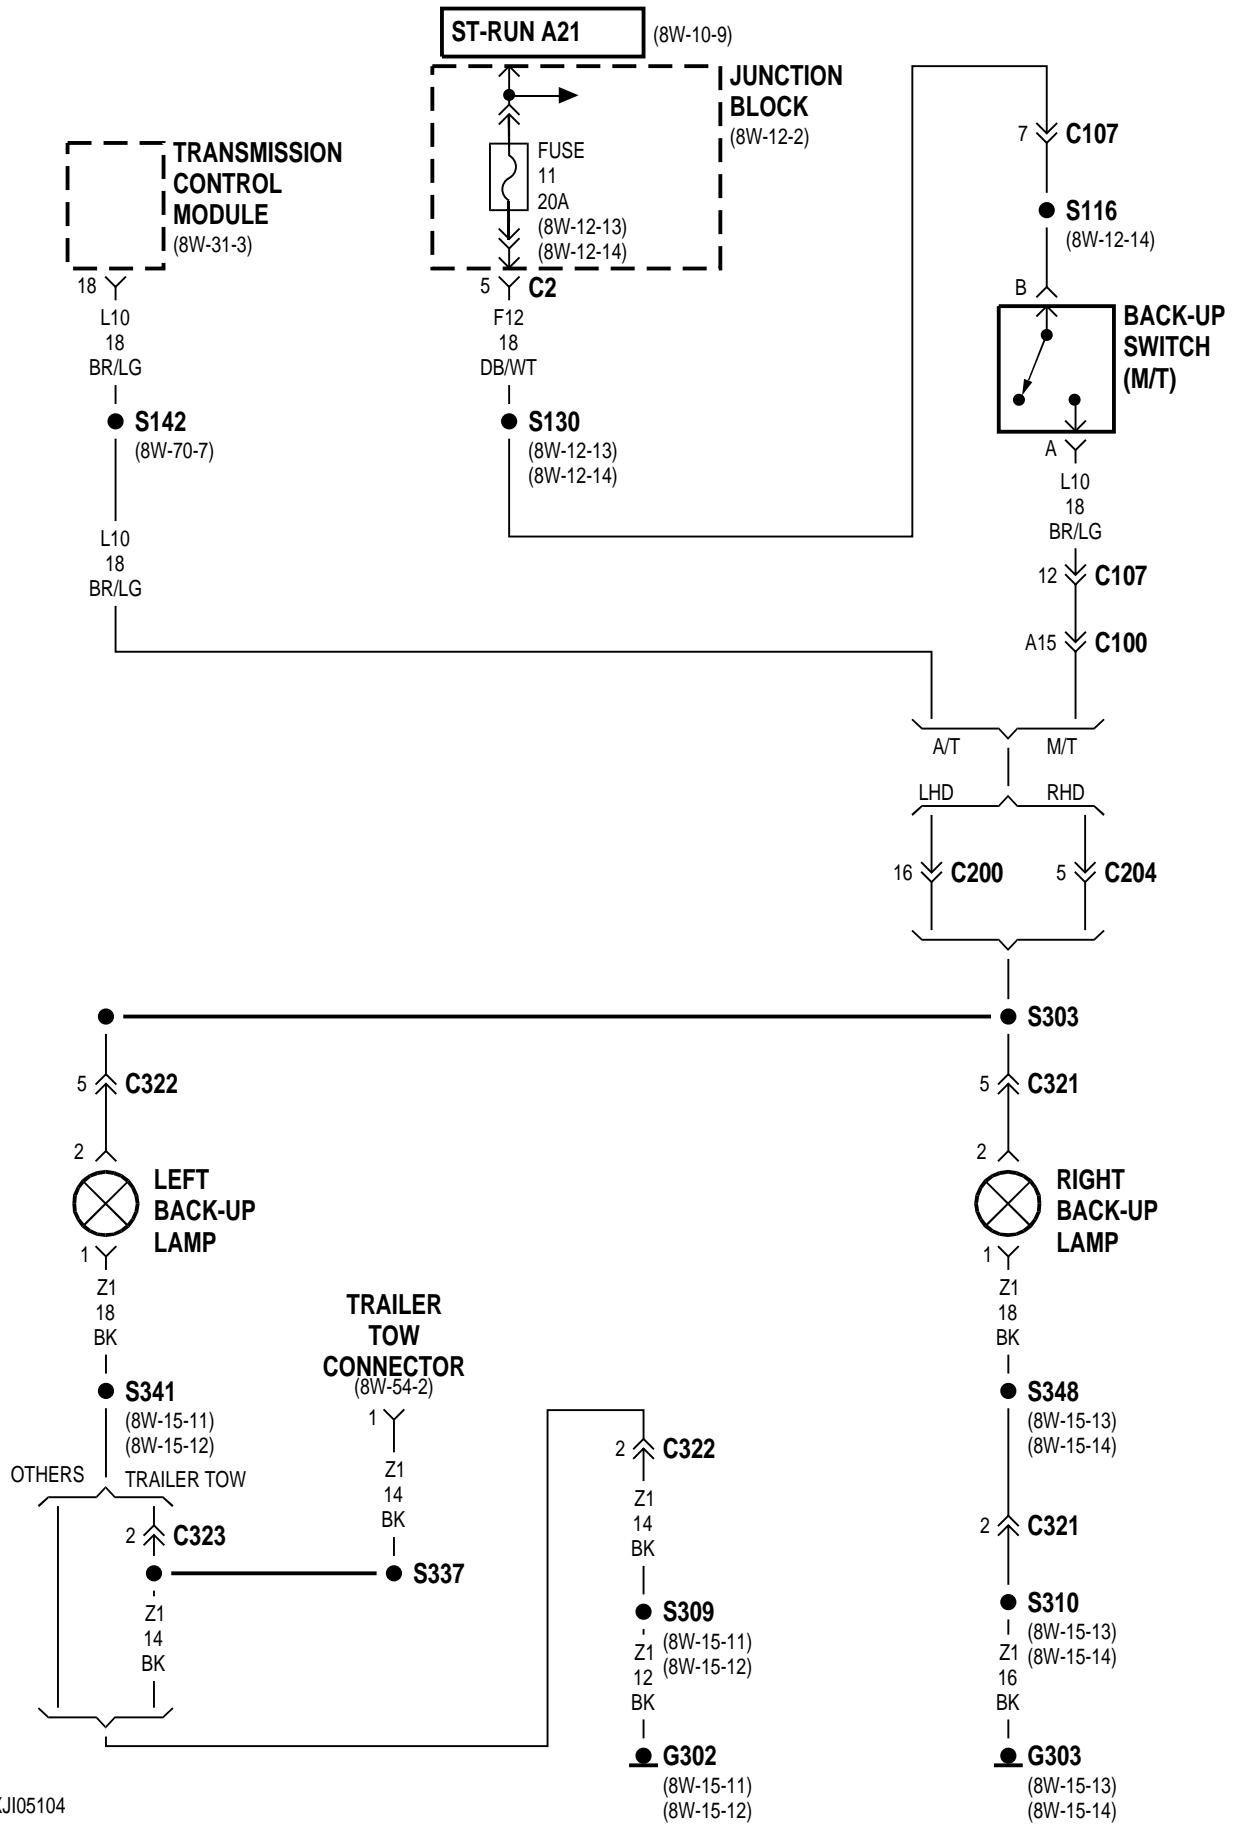 ST-RUN A21
(8W-10-9)
JUNCTION
BLOCK
(8W-12-2)
FUSE
11
20A
(8W-12-13)
(8W-12-14)
5
C2
F12
18
DB/WT
S130
(8W-12-13)
(8W-12-14)
TRANSMISSION
CONTROL
MODULE
(8W-31-3)
18
L10
18
BR/LG
S142
(8W-70-7)
L10
18
BR/LG
7
C107
S116
(8W-12-14)
B
BACK-UP
SWITCH
(M/T)
A
L10
18
BR/LG
12
C107
A15
C100
A/T
M/T
LHD
RHD
16
C200
5
C204
S303
5
C322
2
LEFT
BACK-UP
LAMP
1
Z1
18
BK
S341
(8W-15-11)
(8W-15-12)
OTHERS
TRAILER TOW
2
C323
Z1
14
BK
TRAILER
TOW
CONNECTOR
(8W-54-2)
1
Z1
14
BK
S337
2
C322
Z1
14
BK
S309
(8W-15-11)
(8W-15-12)
Z1
12
BK
G302
(8W-15-11)
(8W-15-12)
5
C321
2
RIGHT
BACK-UP
LAMP
1
Z1
18
BK
S348
(8W-15-13)
(8W-15-14)
2
C321
S310
(8W-15-13)
(8W-15-14)
Z1
16
BK
G303
(8W-15-13)
(8W-15-14)
JI05104